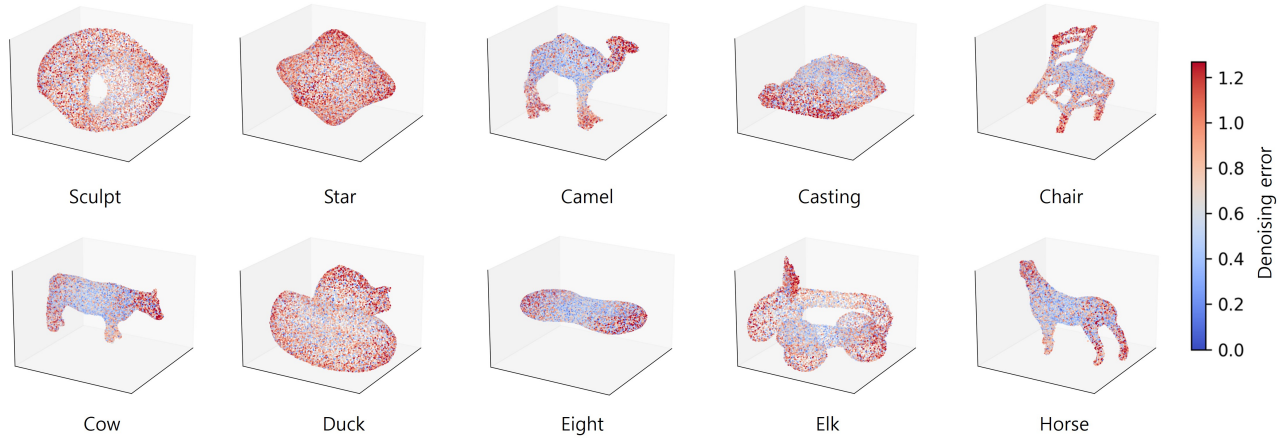 Sculpt
Star
Camel
Casting
Chair
Cow
Duck
Eight
Elk
Horse
1.2
1.0
0.8
0.6
0.4
0.2
0.0
Denoising error